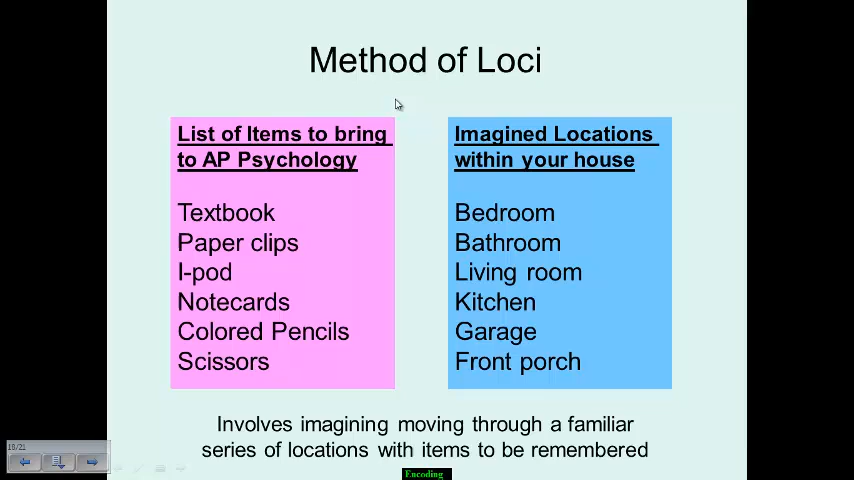 Method of Loci
List of Items to bring
to AP Psychology
Textbook
Paper clips
I-pod
Notecards
Colored Pencils
Scissors
Imagined Locations
within your house
Bedroom
Bathroom
Living room
Kitchen
Garage
Front porch
Involves imagining moving through a familiar
series of locations with items to be remembered
18/21
Encoding